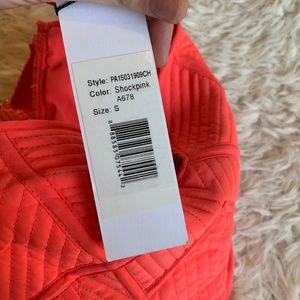 Style: PA15031909CH
Color: Shockpink
A678
Size: S